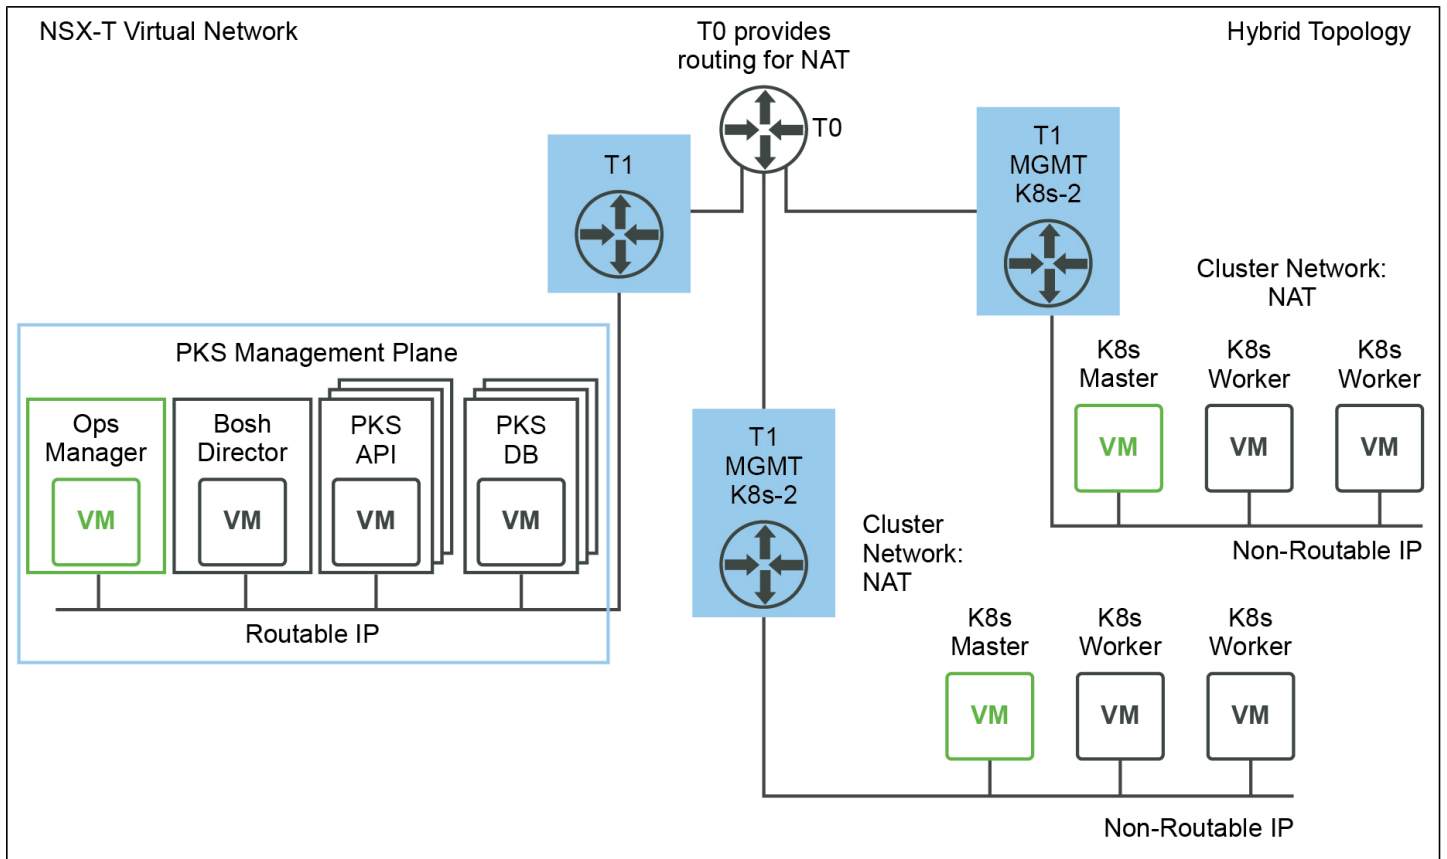 NSX-T Virtual Network
T0 provides
routing for NAT
Hybrid Topology
T0
T1
T1
MGMT
K8s-2
Cluster Network:
NAT
K8s
Master
K8s
Worker
K8s
Worker
VM
VM
VM
Non-Routable IP
PKS Management Plane
Ops
Manager
Bosh
Director
PKS
API
PKS
DB
VM
VM
VM
VM
Routable IP
T1
MGMT
K8s-2
Cluster
Network:
NAT
K8s
Master
K8s
Worker
K8s
Worker
VM
VM
VM
Non-Routable IP